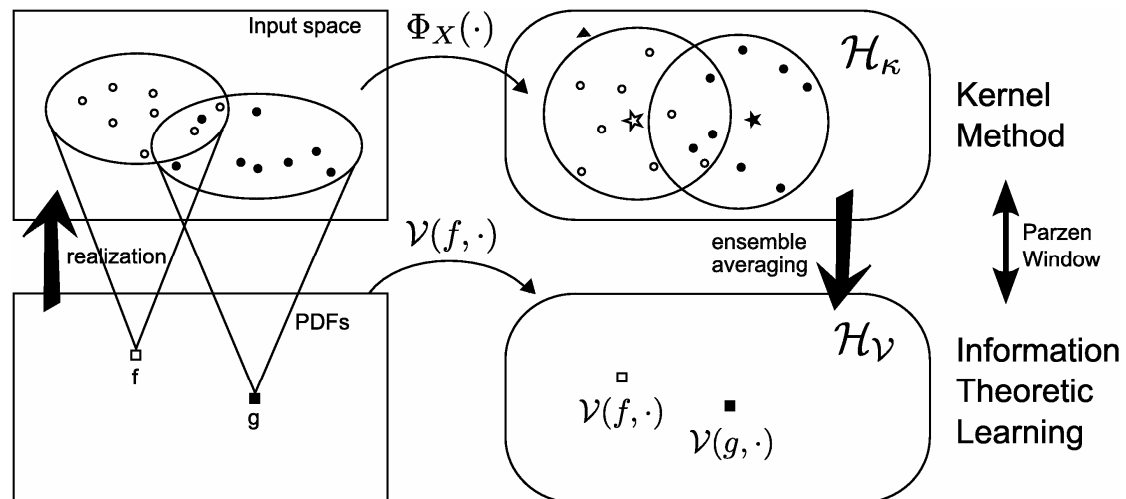 Input space
Φ_X(·)
ℋ_κ
Kernel
Method
realization
𝒱(f,·)
ensemble
averaging
Parzen
Window
PDFs
ℋ_𝒱
f
g
𝒱(f,·)
𝒱(g,·)
Information
Theoretic
Learning